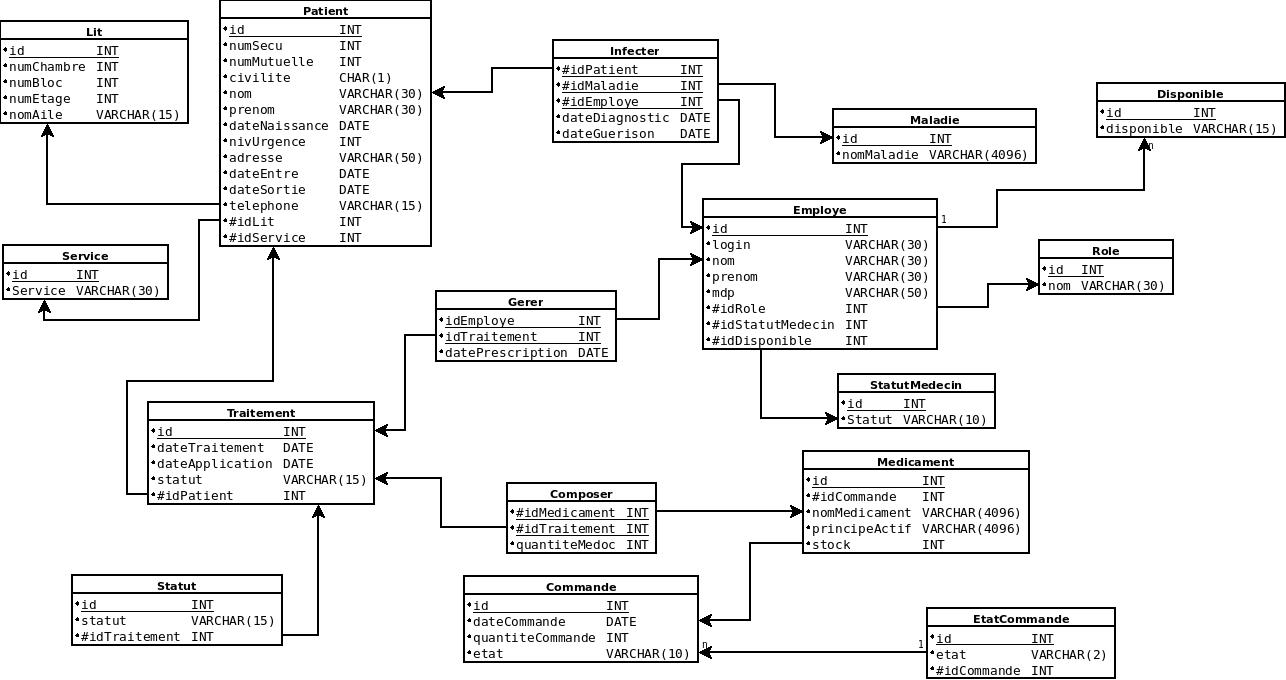 Patient
id INT
numSecu INT
numMutuelle INT
civilite CHAR(1)
nom VARCHAR(30)
prenom VARCHAR(30)
dateNaissance DATE
nivUrgence INT
adresse VARCHAR(50)
dateEntre DATE
dateSortie DATE
telephone VARCHAR(15)
#idLit INT
#idService INT
Lit
id INT
numChambre INT
numBloc INT
numEtage INT
nomAile VARCHAR(15)
Infecter
#idPatient INT
#idMaladie INT
#idEmploye INT
dateDiagnostic DATE
dateGuerison DATE
Maladie
id INT
nomMaladie VARCHAR(4096)
Disponible
id INT
disponible VARCHAR(15)
n
1
Employe
id INT
login VARCHAR(30)
nom VARCHAR(30)
prenom VARCHAR(30)
mdp VARCHAR(50)
#idRole INT
#idStatutMedecin INT
#idDisponible INT
Role
id INT
nom VARCHAR(30)
Service
id INT
Service VARCHAR(30)
Gerer
idEmploye INT
idTraitement INT
datePrescription DATE
StatutMedecin
id INT
Statut VARCHAR(10)
Traitement
id INT
dateTraitement DATE
dateApplication DATE
statut VARCHAR(15)
#idPatient INT
Medicament
id INT
#idCommande INT
nomMedicament VARCHAR(4096)
principeActif VARCHAR(4096)
stock INT
Composer
#idMedicament INT
#idTraitement INT
quantiteMedoc INT
Statut
id INT
statut VARCHAR(15)
#idTraitement INT
Commande
id INT
dateCommande DATE
quantiteCommande INT
etat VARCHAR(10)
n
1
EtatCommande
id INT
etat VARCHAR(2)
#idCommande INT